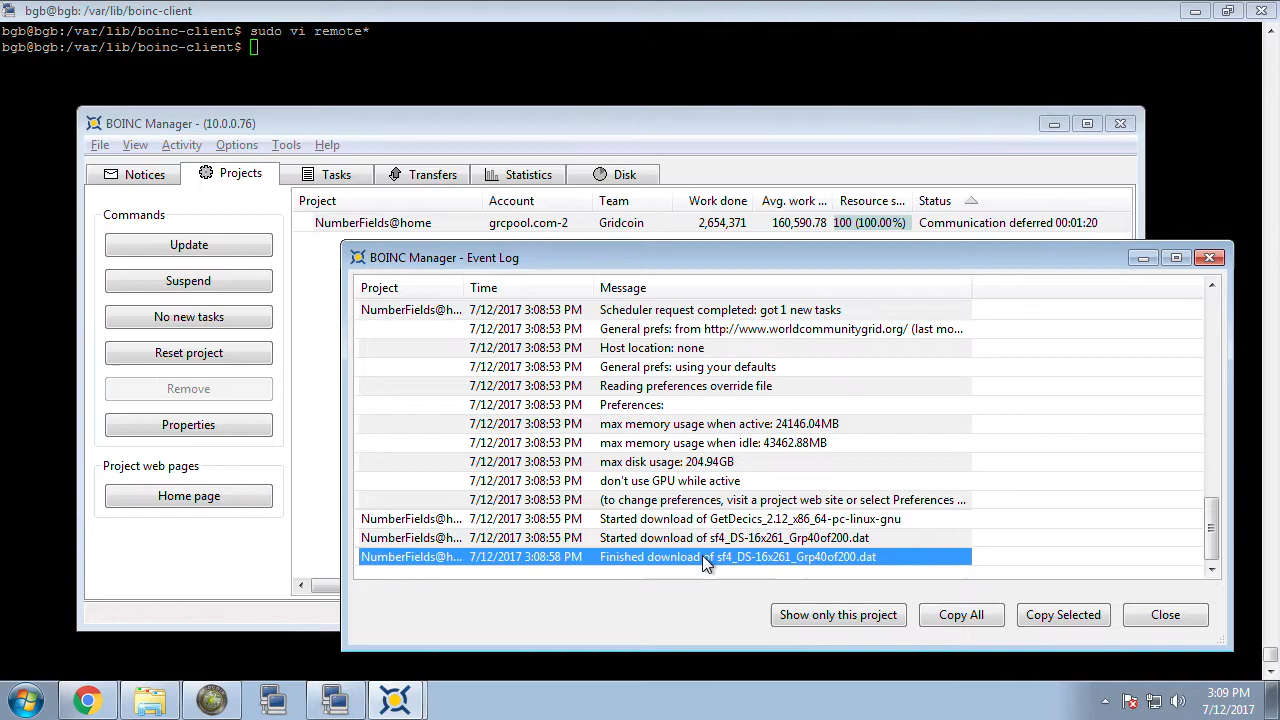 bgb@bgb: /var/lib/boinc-client
bgb@bgb:/var/lib/boinc-client$ sudo vi remote*
bgb@bgb:/var/lib/boinc-client$
BOINC Manager - (10.0.0.76)
File View Activity Options Tools Help
Notices Projects Tasks Transfers Statistics Disk
Project Account Team Work done Avg. work ... Resource s... Status
NumberFields@home grcpool.com-2 Gridcoin 2,654,371 160,590.78 100 (100.00%) Communication deferred 00:01:20
Commands
Update
Suspend
No new tasks
Reset project
Remove
Properties
Project web pages
Home page
BOINC Manager - Event Log
Project Time Message
NumberFields@h... 7/12/2017 3:08:53 PM Scheduler request completed: got 1 new tasks
7/12/2017 3:08:53 PM General prefs: from http://www.worldcommunitygrid.org/ (last mo...
7/12/2017 3:08:53 PM Host location: none
7/12/2017 3:08:53 PM General prefs: using your defaults
7/12/2017 3:08:53 PM Reading preferences override file
7/12/2017 3:08:53 PM Preferences:
7/12/2017 3:08:53 PM max memory usage when active: 24146.04MB
7/12/2017 3:08:53 PM max memory usage when idle: 43462.88MB
7/12/2017 3:08:53 PM max disk usage: 204.94GB
7/12/2017 3:08:53 PM don't use GPU while active
7/12/2017 3:08:53 PM (to change preferences, visit a project web site or select Preferences ...
NumberFields@h... 7/12/2017 3:08:55 PM Started download of GetDecics_2.12_x86_64-pc-linux-gnu
NumberFields@h... 7/12/2017 3:08:55 PM Started download of sf4_DS-16x261_Grp40of200.dat
NumberFields@h... 7/12/2017 3:08:58 PM Finished download of sf4_DS-16x261_Grp40of200.dat
Show only this project Copy All Copy Selected Close
3:09 PM
7/12/2017